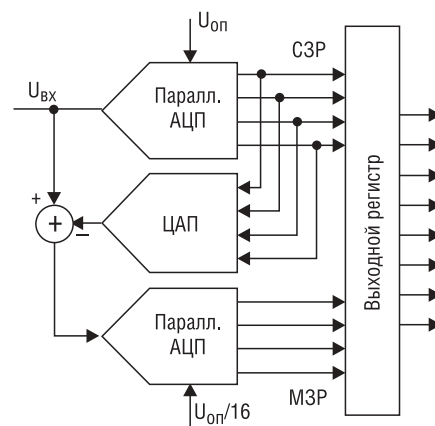 Uоп
СЗР
Uвх
Паралл.
АЦП
+
+
−
ЦАП
Выходной регистр
Паралл.
АЦП
МЗР
Uоп/16